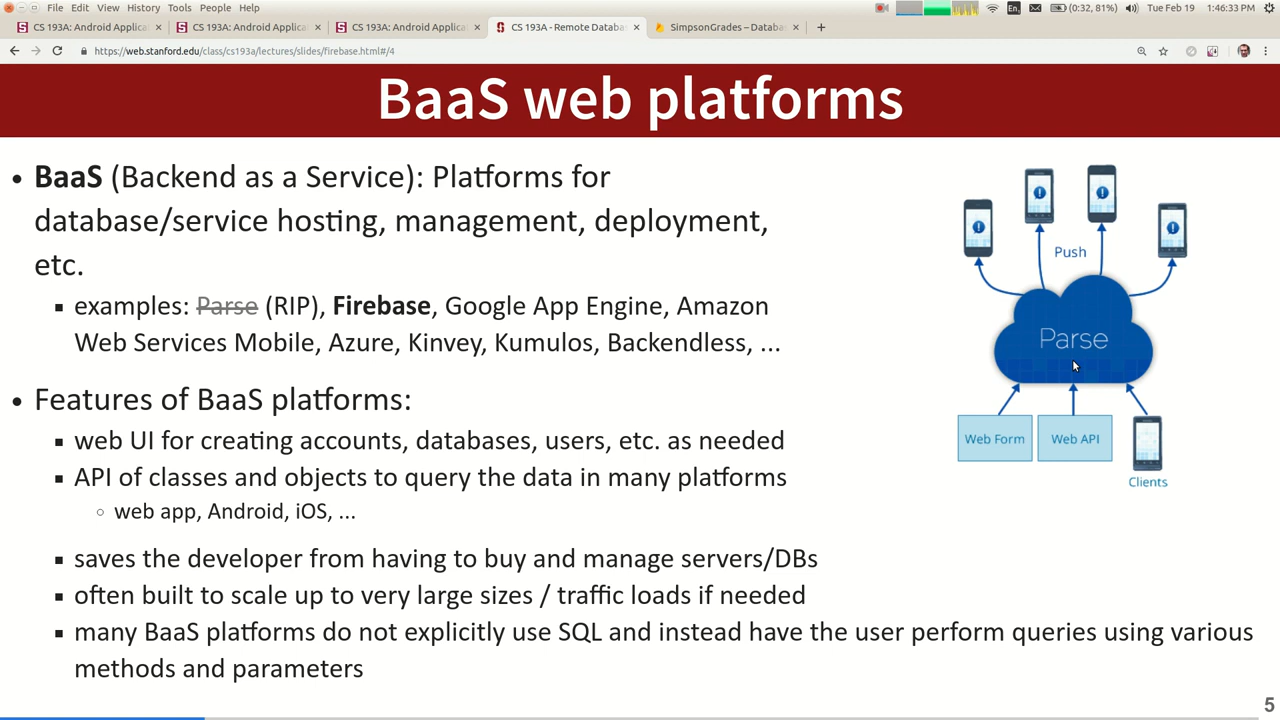 File Edit View History Tools People Help
En
(0:32, 81%)
Tue Feb 19
1:46:33 PM
CS 193A: Android Applica
CS 193A: Android Applica
CS 193A: Android Applica
CS 193A - Remote Databa
SimpsonGrades – Databa
https://web.stanford.edu/class/cs193a/lectures/slides/firebase.html#/4
BaaS web platforms
• BaaS (Backend as a Service): Platforms for
database/service hosting, management, deployment,
etc.
▪ examples: Parse (RIP), Firebase, Google App Engine, Amazon
Web Services Mobile, Azure, Kinvey, Kumulos, Backendless, ...
• Features of BaaS platforms:
▪ web UI for creating accounts, databases, users, etc. as needed
▪ API of classes and objects to query the data in many platforms
◦ web app, Android, iOS, ...
▪ saves the developer from having to buy and manage servers/DBs
▪ often built to scale up to very large sizes / traffic loads if needed
▪ many BaaS platforms do not explicitly use SQL and instead have the user perform queries using various
methods and parameters
Push
Parse
Web Form
Web API
Clients
5